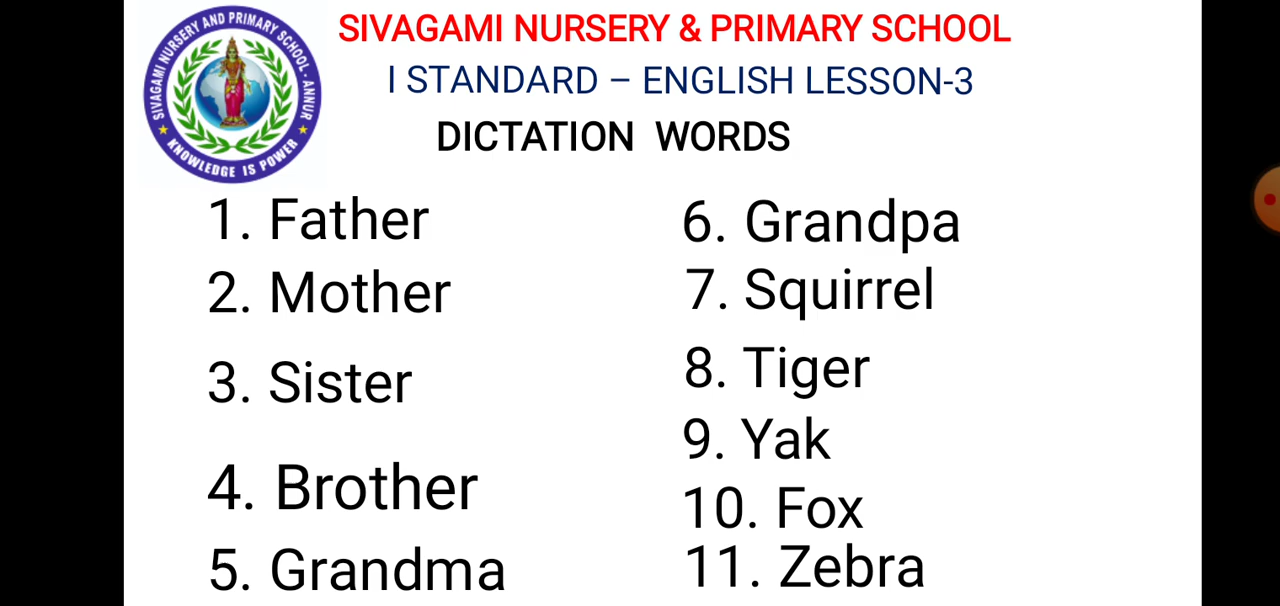 SIVAGAMI NURSERY AND PRIMARY SCHOOL - ANNUR
KNOWLEDGE IS POWER
SIVAGAMI NURSERY & PRIMARY SCHOOL
I STANDARD – ENGLISH LESSON-3
DICTATION WORDS
1. Father
2. Mother
3. Sister
4. Brother
5. Grandma
6. Grandpa
7. Squirrel
8. Tiger
9. Yak
10. Fox
11. Zebra